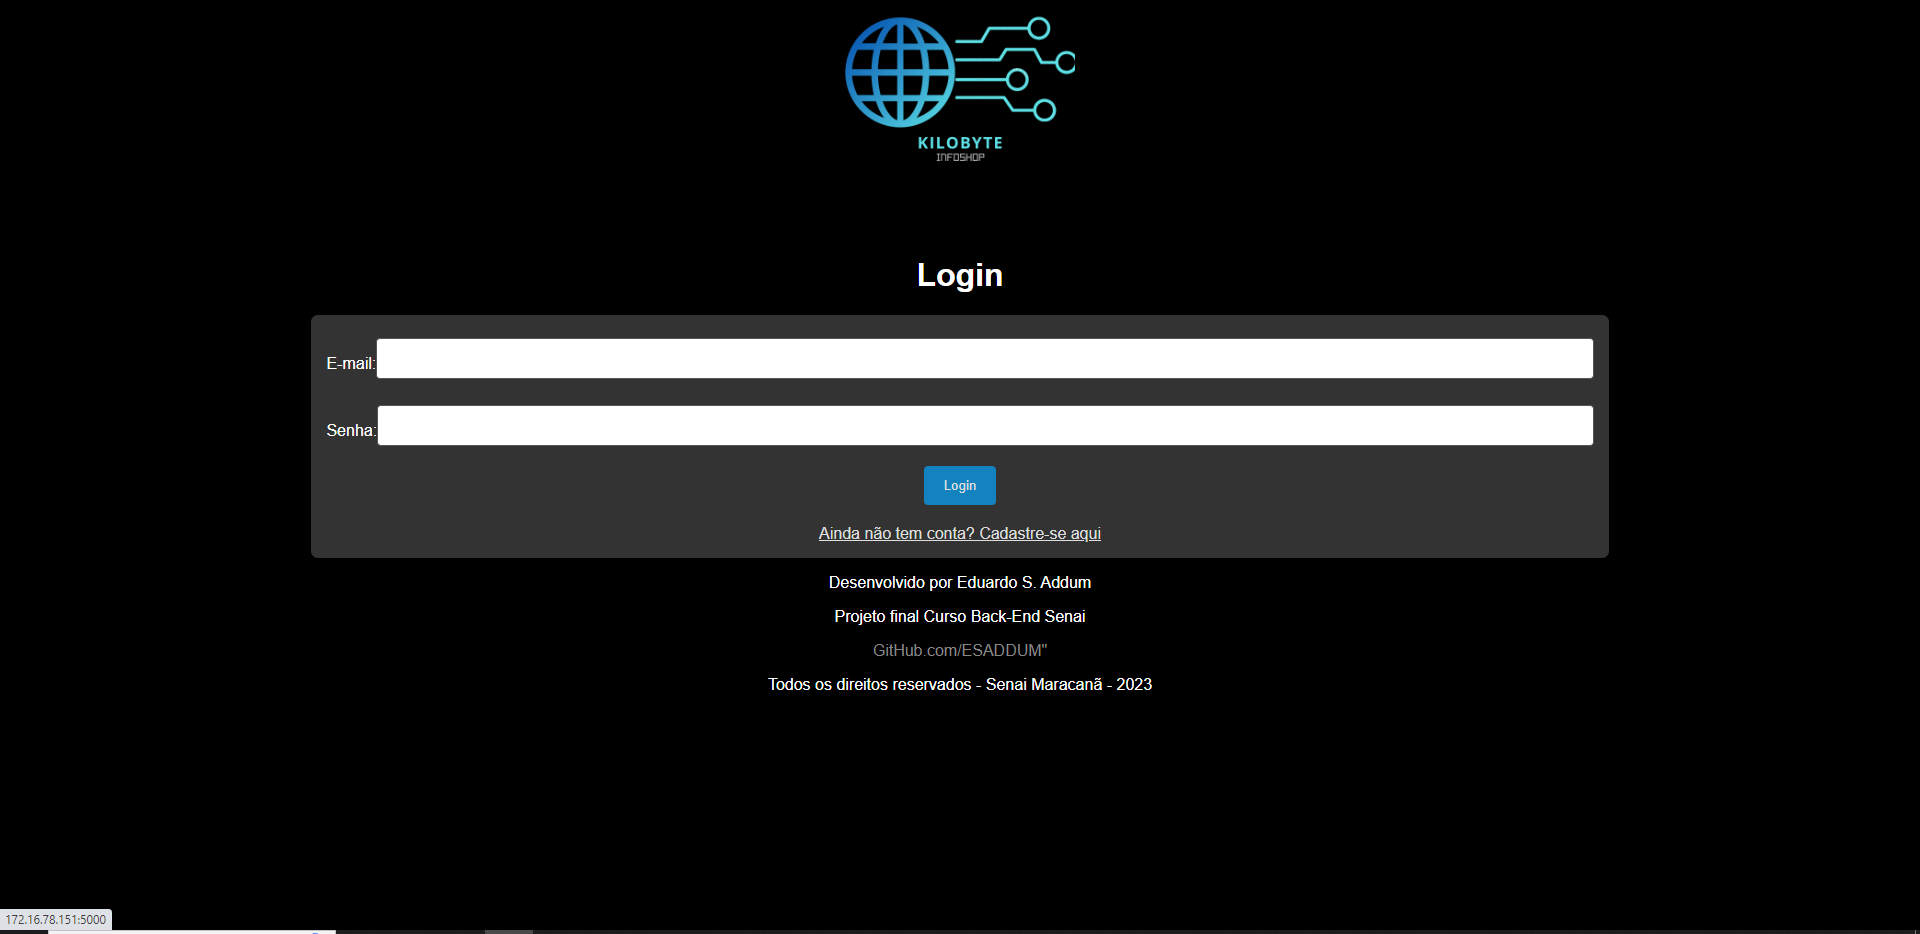 KILOBYTE
INFOSHOP
Login
E-mail:
Senha:
Login
Ainda não tem conta? Cadastre-se aqui
Desenvolvido por Eduardo S. Addum
Projeto final Curso Back-End Senai
GitHub.com/ESADDUM"
Todos os direitos reservados - Senai Maracanã - 2023
172.16.78.151:5000